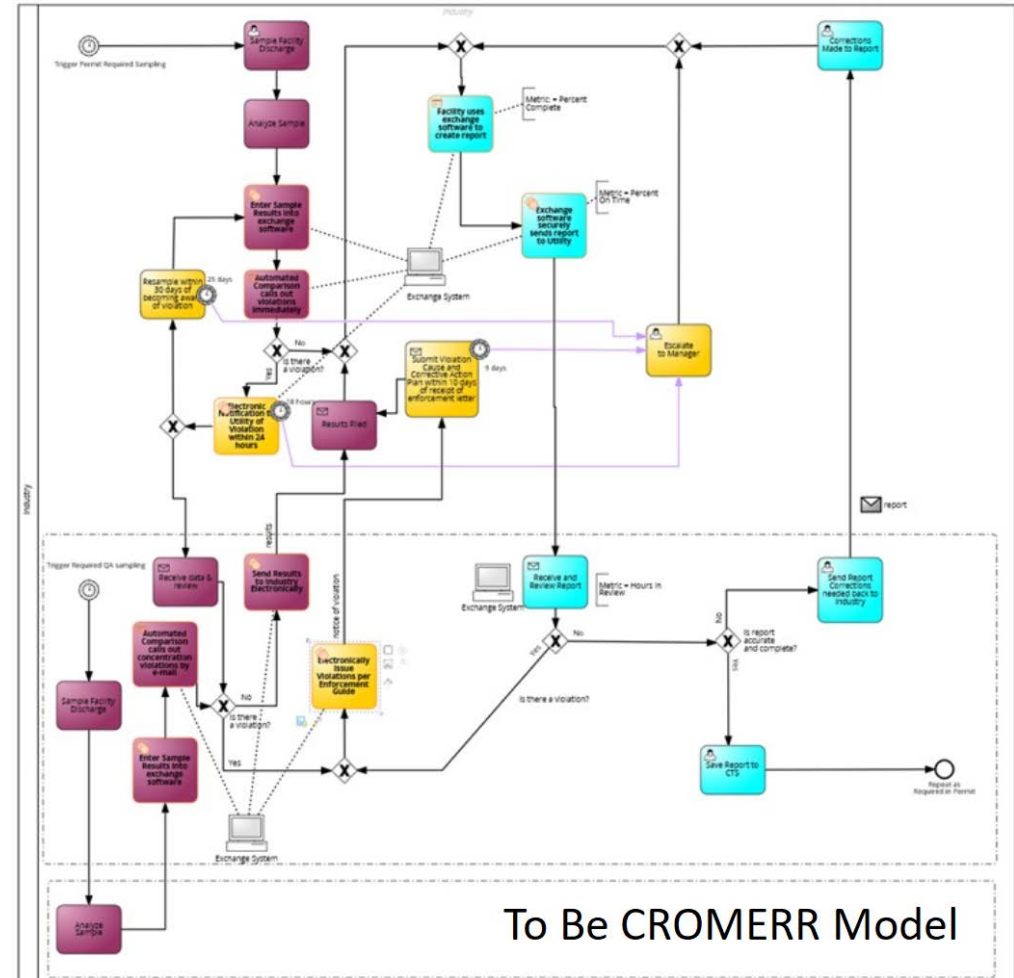 Industry
Sample Facility
Discharge
Trigger Permit Required Sampling
Analyze Sample
Enter Sample
Results into
exchange
software
Automated
Comparison
calls out
violations
immediately
Resample within
30 days of
becoming aware
of violation
25 days
No
Is there
a violation?
Yes
Electronic
Notification
Utility of
Violation
within 24
hours
18 hours
Results Filed
Submit Violation
Cause and
Corrective Action
Plan within 10 days
of receipt of
enforcement letter
9 days
Facility uses
exchange
software to
create report
Metric = Percent
Complete
Exchange
software
securely
sends report
to Utility
Metric = Percent
On Time
Exchange System
Escalate
to Manager
Corrections
Made to Report
report
Industry
Trigger Required QA sampling
Receive data &
review
results
Send Results
to Industry
Electronically
notice of violation
Automated
Comparison
calls out
concentration
violations by
e-mail
Sample Facility
Discharge
Enter Sample
Results into
exchange
software
No
Is there
a violation?
Yes
Electronically
Issue
Violations per
Enforcement
Guide
Exchange System
Exchange System
Receive and
Review Report
Metric = Hours in
Review
No
Yes
Is there a violation?
No
Is report
accurate
and complete?
Yes
Send Report
Corrections
needed back to
Industry
Save Report to
CTS
Repeat as
Required in Permit
Analyze
Sample
To Be CROMERR Model